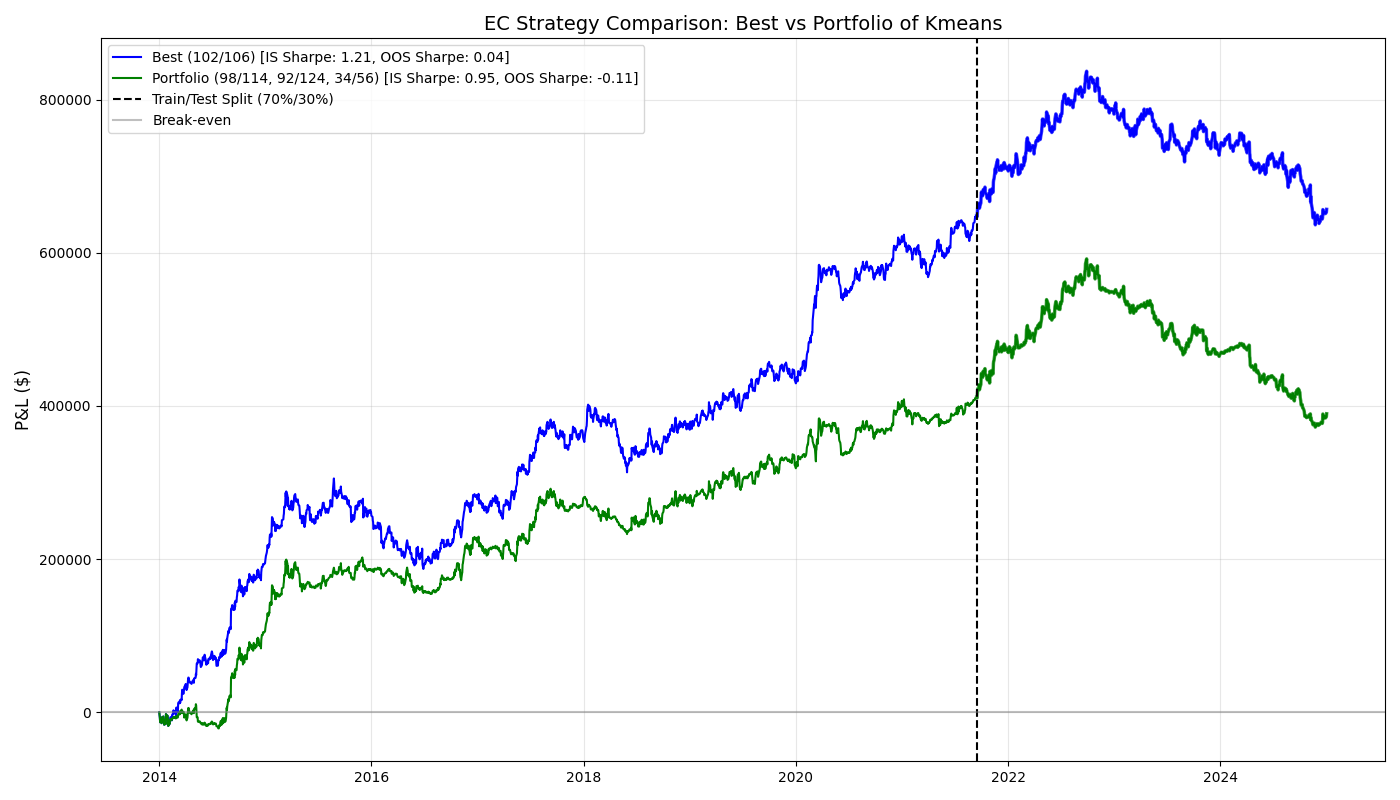 EC Strategy Comparison: Best vs Portfolio of Kmeans
Best (102/106) [IS Sharpe: 1.21, OOS Sharpe: 0.04]
Portfolio (98/114, 92/124, 34/56) [IS Sharpe: 0.95, OOS Sharpe: -0.11]
Train/Test Split (70%/30%)
Break-even
P&L ($)
800000
600000
400000
200000
0
2014
2016
2018
2020
2022
2024